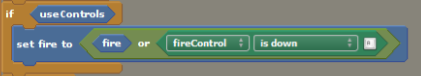 if useControls
set fire to fire or fireControl is down